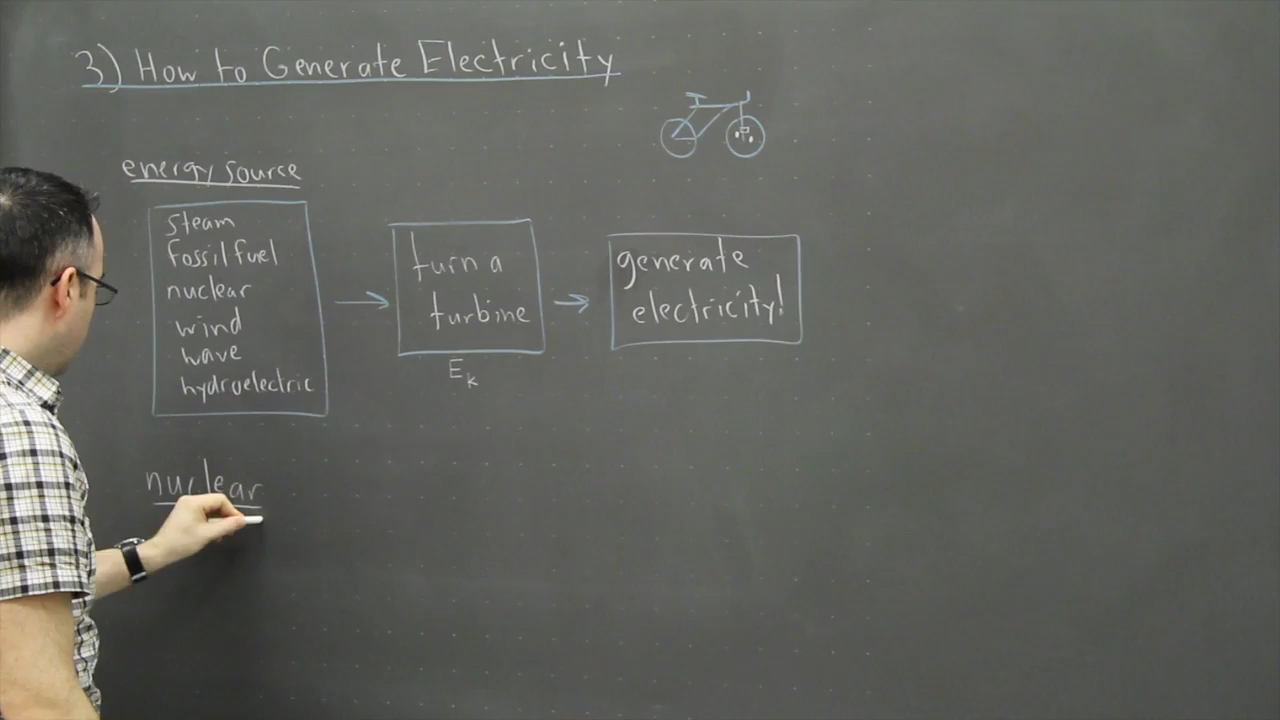 3) How to Generate Electricity
energy source
steam
fossil fuel
nuclear
wind
wave
hydroelectric
turn a
turbine
Ek
generate
electricity!
nuclear